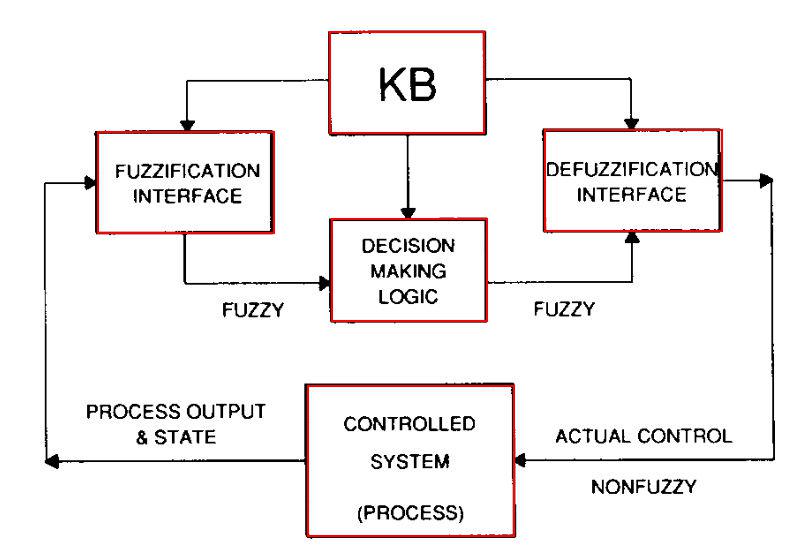 KB
FUZZIFICATION
INTERFACE
DEFUZZIFICATION
INTERFACE
DECISION
MAKING
LOGIC
FUZZY
FUZZY
PROCESS OUTPUT
& STATE
CONTROLLED
SYSTEM
(PROCESS)
ACTUAL CONTROL
NONFUZZY